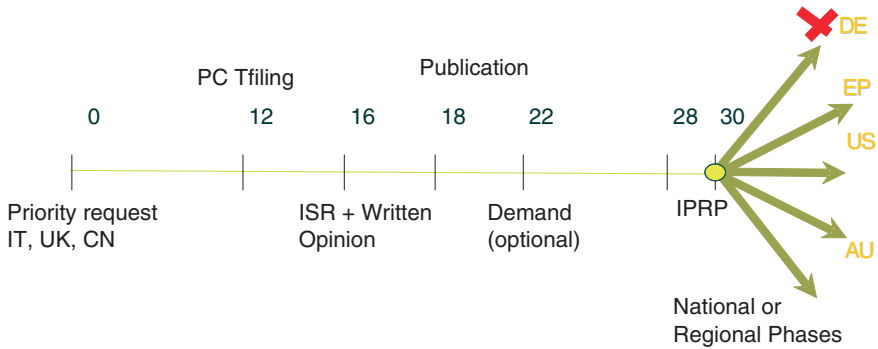 DE
Publication
PC Tfiling
EP
0 12 16 18 22 28 30
US
Priority request
IT, UK, CN
ISR + Written
Opinion
Demand
(optional)
IPRP
AU
National or
Regional Phases